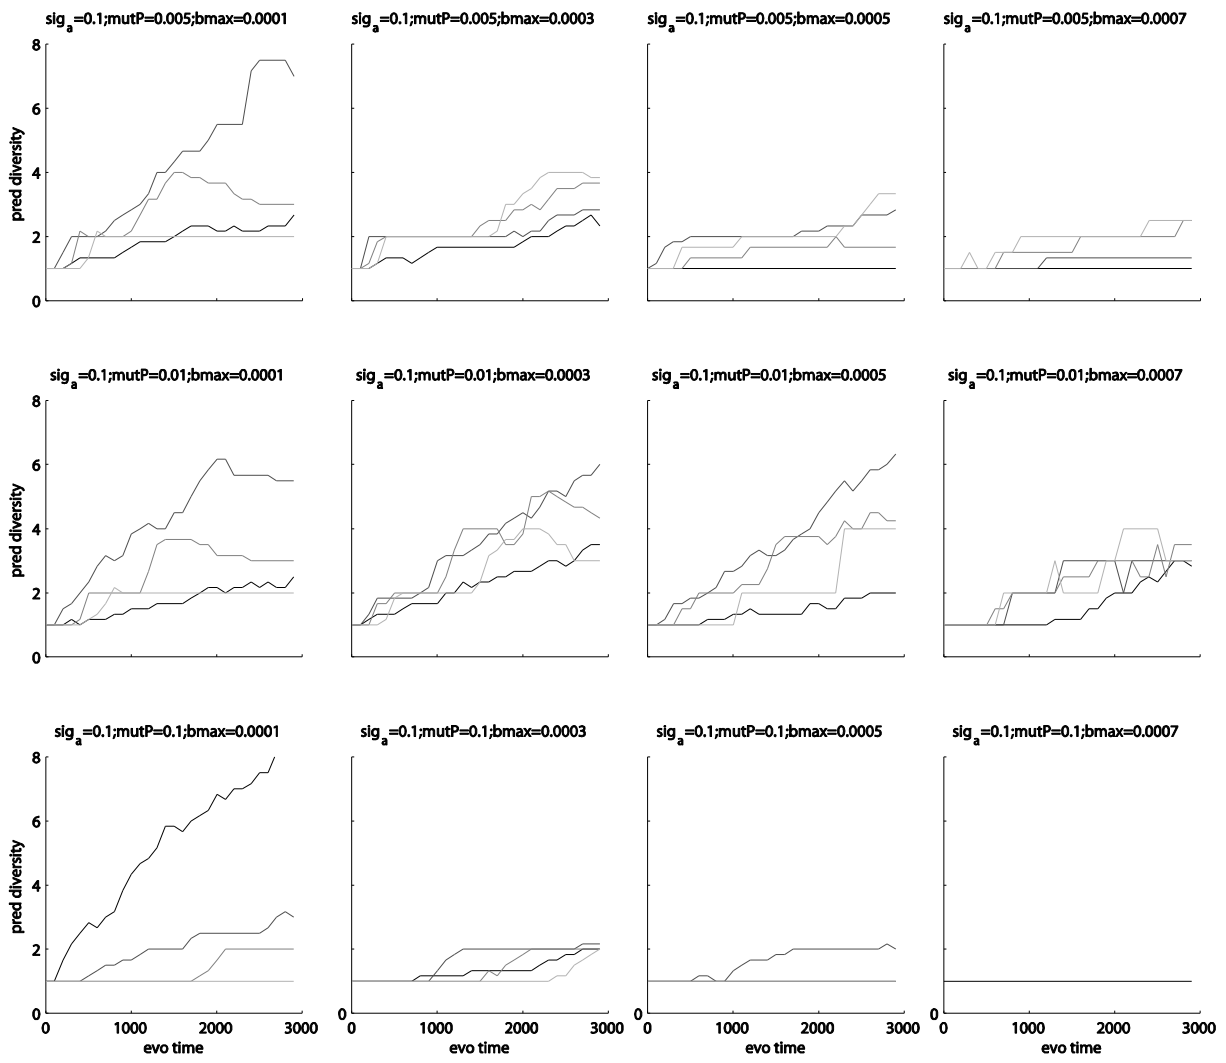 sig_a=0.1;mutP=0.005;bmax=0.0001 sig_a=0.1;mutP=0.005;bmax=0.0003 sig_a=0.1;mutP=0.005;bmax=0.0005 sig_a=0.1;mutP=0.005;bmax=0.0007
8
6
pred diversity
4
2
0
sig_a=0.1;mutP=0.01;bmax=0.0001 sig_a=0.1;mutP=0.01;bmax=0.0003 sig_a=0.1;mutP=0.01;bmax=0.0005 sig_a=0.1;mutP=0.01;bmax=0.0007
8
6
pred diversity
4
2
0
sig_a=0.1;mutP=0.1;bmax=0.0001 sig_a=0.1;mutP=0.1;bmax=0.0003 sig_a=0.1;mutP=0.1;bmax=0.0005 sig_a=0.1;mutP=0.1;bmax=0.0007
8
6
pred diversity
4
2
0 0 0 0
0 1000 2000 3000 0 1000 2000 3000 0 1000 2000 3000 0 1000 2000 3000
evo time evo time evo time evo time